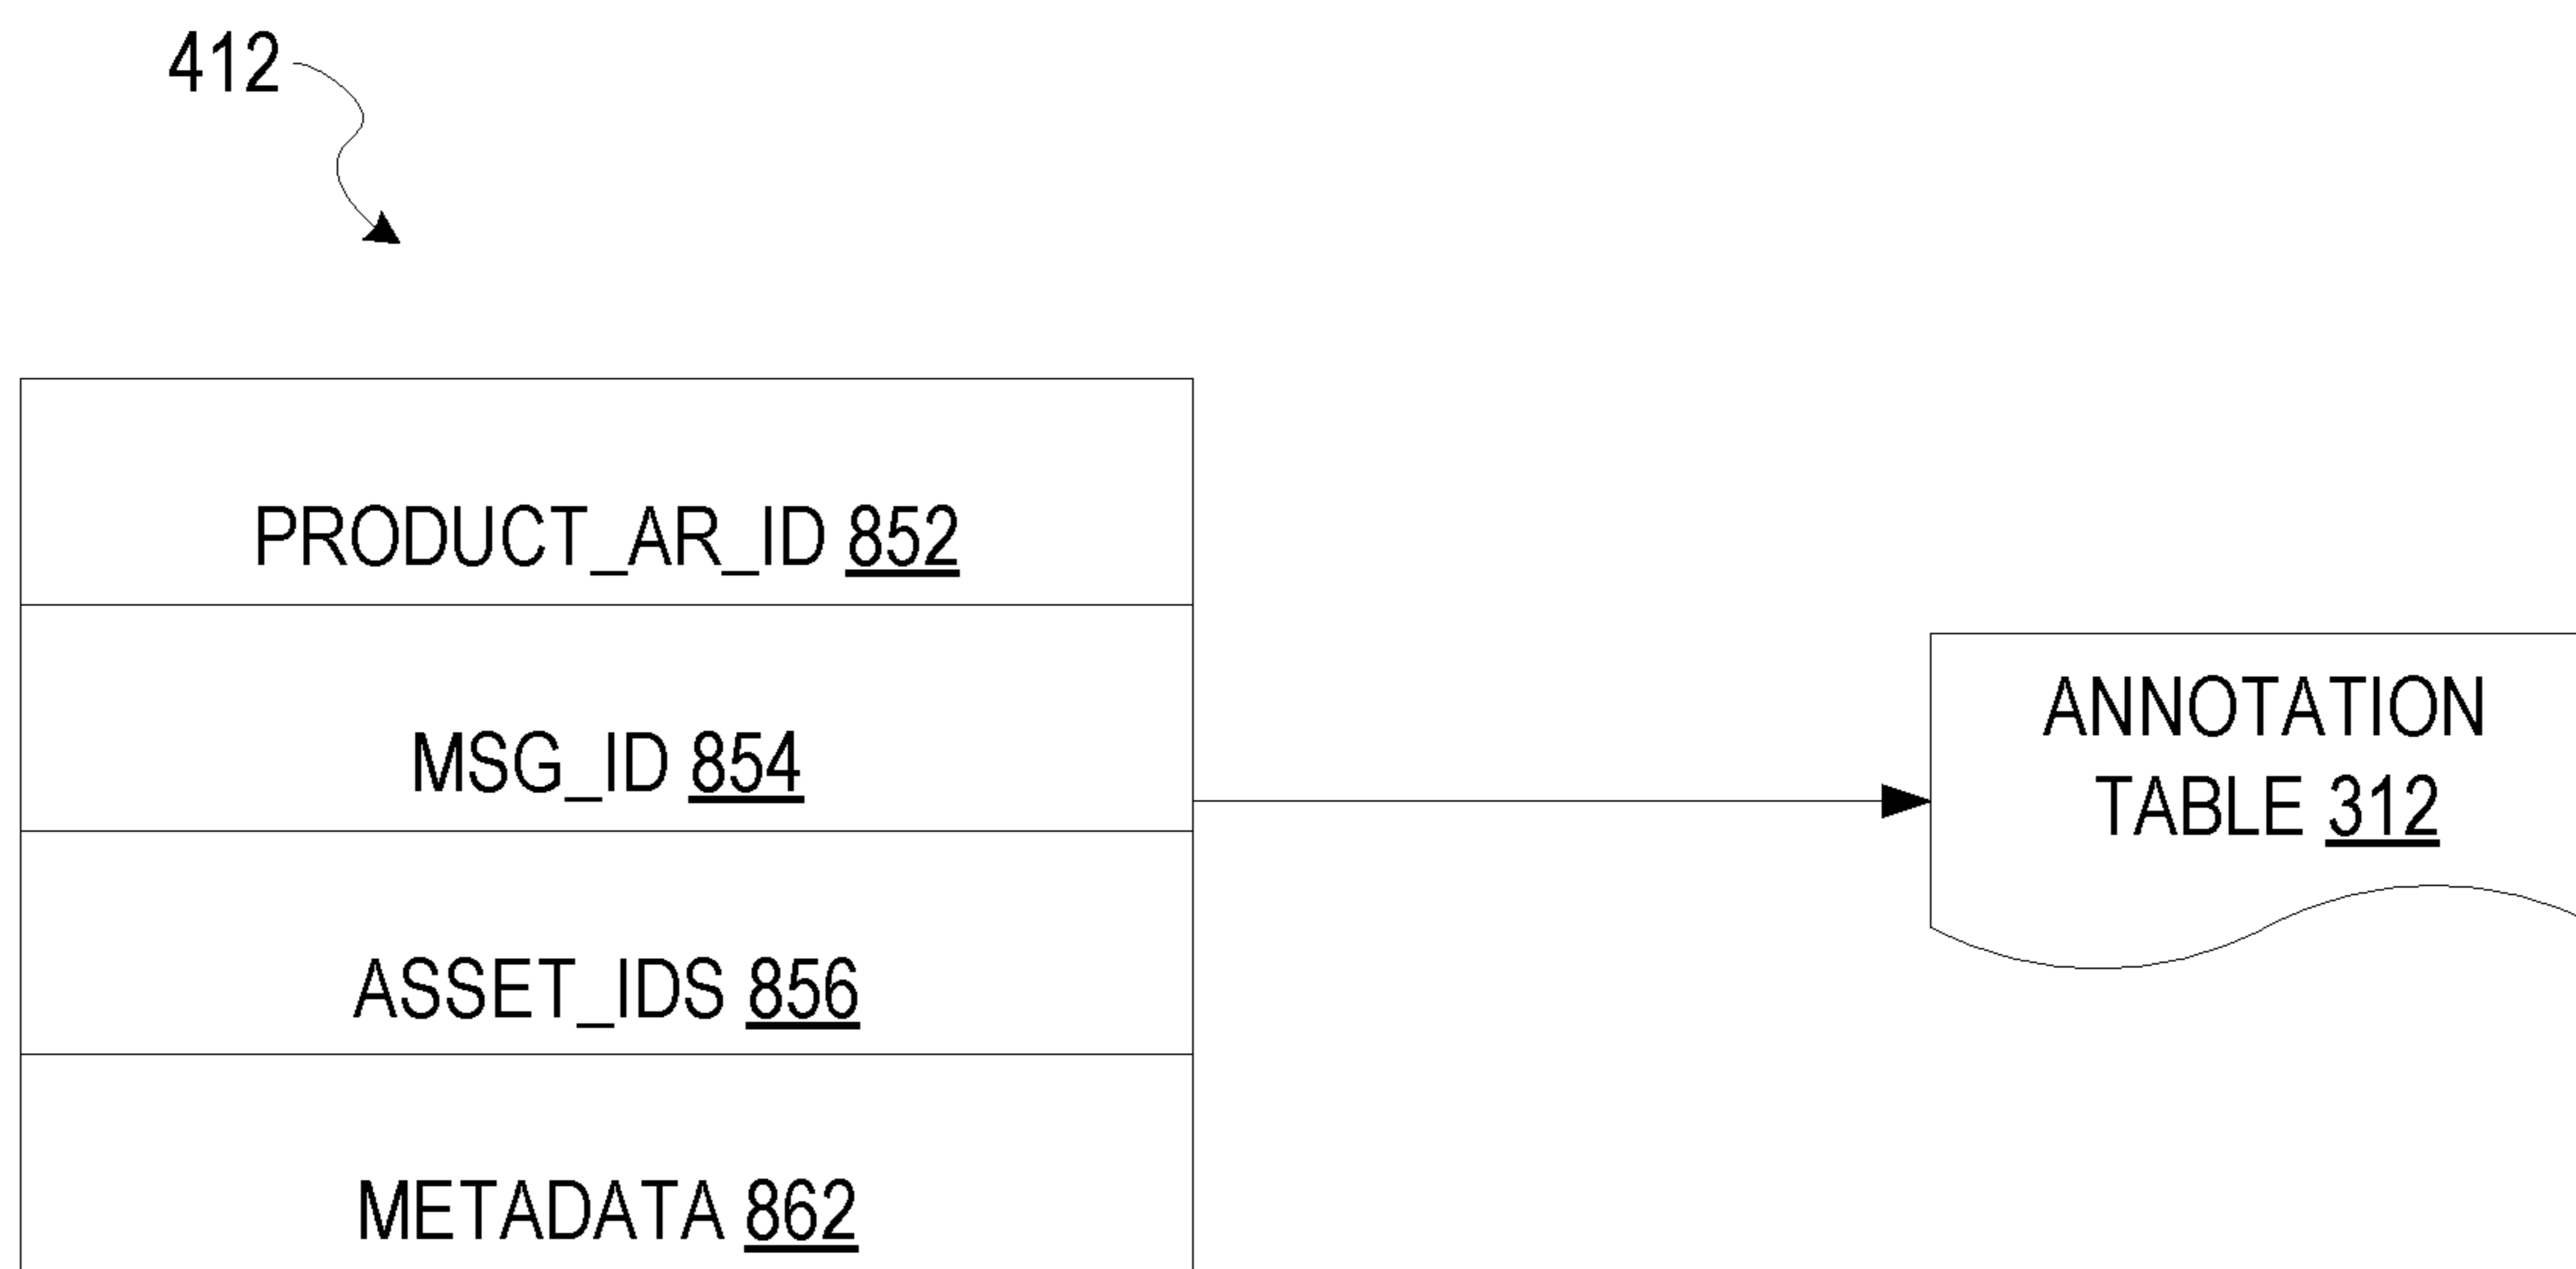 412
PRODUCT_AR_ID 852
MSG_ID 854
ANNOTATION
TABLE 312
ASSET_IDS 856
METADATA 862